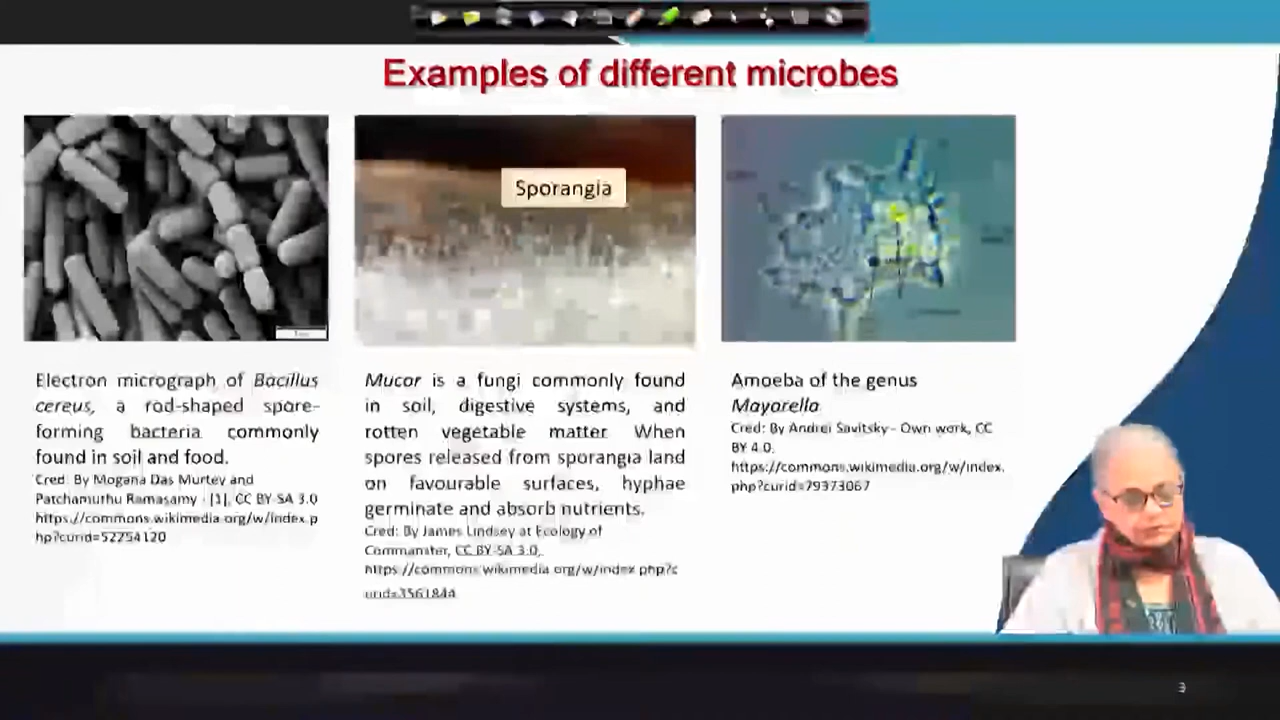 Examples of different microbes
Sporangia
Electron micrograph of Bacillus
cereus, a rod-shaped spore-
forming bacteria commonly
found in soil and food.
Cred: By Mogana Das Murtey and
Patchamuthu Ramasamy - [1], CC BY-SA 3.0
https://commons.wikimedia.org/w/index.p
hp?curid=52254120
Mucor is a fungi commonly found
in soil, digestive systems, and
rotten vegetable matter. When
spores released from sporangia land
on favourable surfaces, hyphae
germinate and absorb nutrients.
Cred: By James Lindsey at Ecology of
Commanster, CC BY-SA 3.0,
https://commons.wikimedia.org/w/index.php?c
urid=3561844
Amoeba of the genus
Mayorella
Cred: By Andrei Savitsky - Own work, CC
BY 4.0,
https://commons.wikimedia.org/w/index.
php?curid=79373067
3